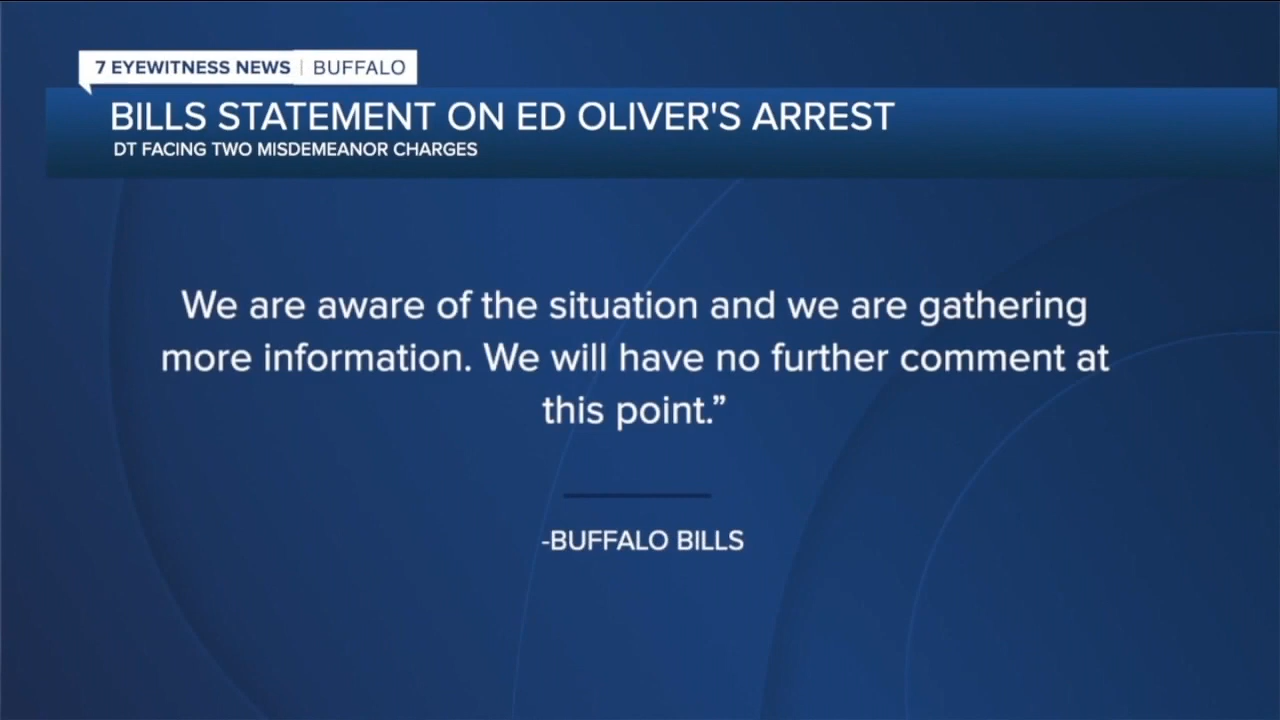 7 EYEWITNESS NEWS | BUFFALO
BILLS STATEMENT ON ED OLIVER'S ARREST
DT FACING TWO MISDEMEANOR CHARGES
We are aware of the situation and we are gathering
more information. We will have no further comment at
this point.”
-BUFFALO BILLS